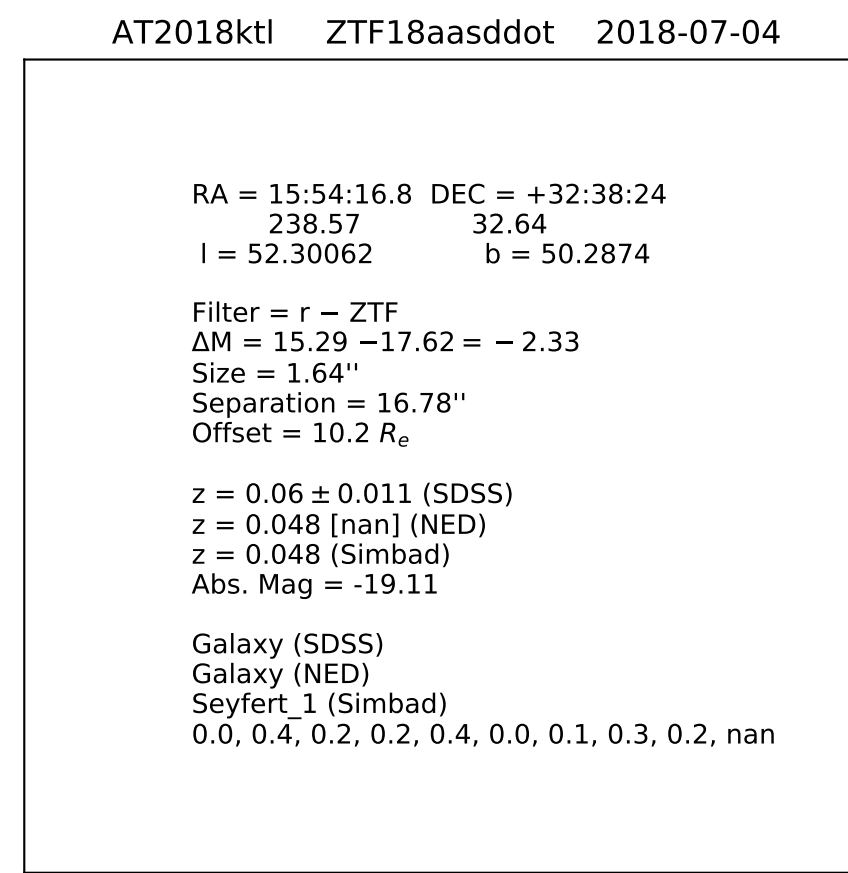 AT2018ktl ZTF18aasddot 2018-07-04
RA = 15:54:16.8 DEC = +32:38:24
238.57 32.64
l = 52.30062 b = 50.2874
Filter = r − ZTF
ΔM = 15.29 −17.62 = − 2.33
Size = 1.64''
Separation = 16.78''
Offset = 10.2 Rₑ
z = 0.06 ± 0.011 (SDSS)
z = 0.048 [nan] (NED)
z = 0.048 (Simbad)
Abs. Mag = -19.11
Galaxy (SDSS)
Galaxy (NED)
Seyfert_1 (Simbad)
0.0, 0.4, 0.2, 0.2, 0.4, 0.0, 0.1, 0.3, 0.2, nan